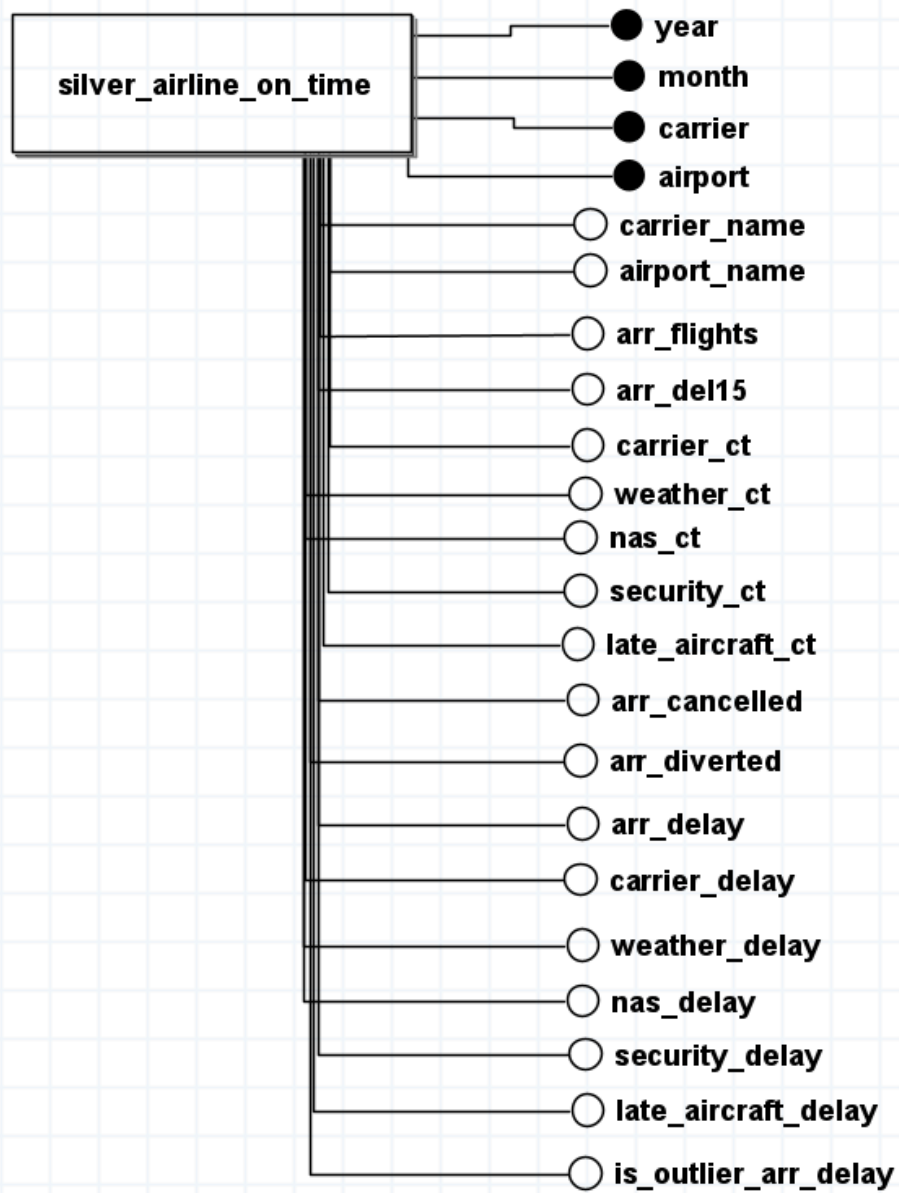 silver_airline_on_time
year
month
carrier
airport
carrier_name
airport_name
arr_flights
arr_del15
carrier_ct
weather_ct
nas_ct
security_ct
late_aircraft_ct
arr_cancelled
arr_diverted
arr_delay
carrier_delay
weather_delay
nas_delay
security_delay
late_aircraft_delay
is_outlier_arr_delay